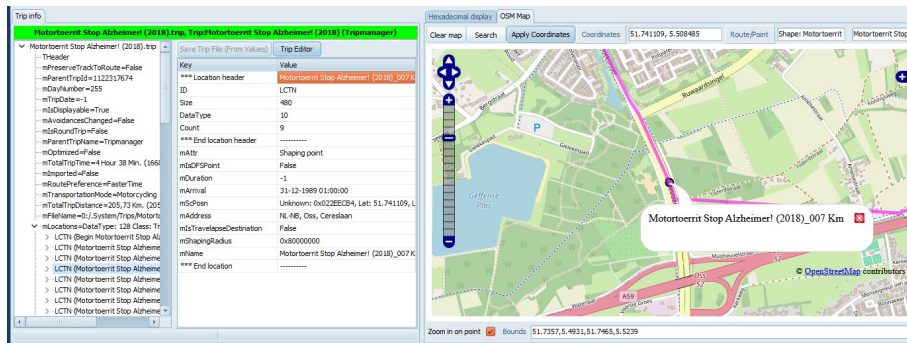 Trip info
Motortoerrit Stop Alzheimer! (2018).trip, Trip:Motortoerrit Stop Alzheimer! (2018) (Tripmanager)
Motortoerrit Stop Alzheimer! (2018).trip
THeader
mPreserveTrackToRoute=False
mParentTripId=1122317674
mDayNumber=255
mTripDate=-1
mIsDisplayable=True
mAvoidancesChanged=False
mIsRoundTrip=False
mParentTripName=Tripmanager
mOptimized=False
mTotalTripTime=4 Hour 38 Min. (166
mImported=False
mRoutePreference=FasterTime
mTransportationMode=Motorcycling
mTotalTripDistance=205,73 Km. (205
mFileName=0:/.System/Trips/Motorto
mLocations=DataType: 128 Class: Tr
LCTN (Begin Motortoerrit Stop Al
LCTN (Motortoerrit Stop Alzheime
LCTN (Motortoerrit Stop Alzheime
LCTN (Motortoerrit Stop Alzheime
LCTN (Motortoerrit Stop Alzheime
LCTN (Motortoerrit Stop Alzheime
LCTN (Motortoerrit Stop Alzheime
Save Trip File (From Values) Trip Editor
Key Value
*** Location header Motortoerrit Stop Alzheimer! (2018)_007 K
ID LCTN
Size 480
DataType 10
Count 9
*** End location header ----------
mAttr Shaping point
mIsDFSPoint False
mDuration -1
mArrival 31-12-1989 01:00:00
mScPosn Unknown: 0x022EECB4, Lat: 51.741109, L
mAddress NL-NB, Oss, Cereslaan
mIsTravelapseDestination False
mShapingRadius 0x80000000
mName Motortoerrit Stop Alzheimer! (2018)_007 K
*** End location ----------
Hexadecimal display OSM Map
Clear map Search Apply Coordinates Coordinates 51.741109, 5.508485 Route/Point Shape: Motortoerrit Motortoerrit Stop
Ruwaardsingel
P
Geffense
Plas
Motortoerrit Stop Alzheimer! (2018)_007 Km
Oss
52
52
A59
© OpenStreetMap contributors
Zoom in on point Bounds 51.7357,5.4931,51.7465,5.5239